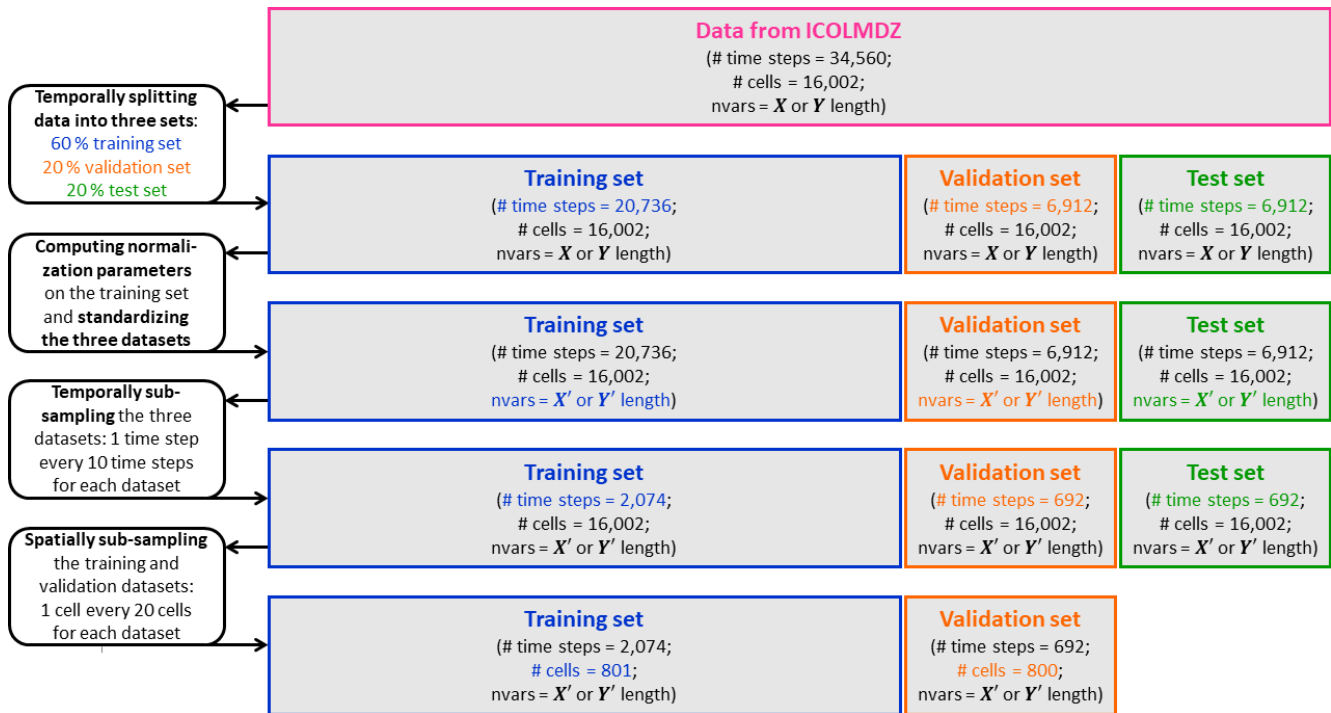 Data from ICOLMDZ
(# time steps = 34,560;
# cells = 16,002;
nvars = X or Y length)
Temporally splitting
data into three sets:
60 % training set
20 % validation set
20 % test set
Training set
(# time steps = 20,736;
# cells = 16,002;
nvars = X or Y length)
Validation set
(# time steps = 6,912;
# cells = 16,002;
nvars = X or Y length)
Test set
(# time steps = 6,912;
# cells = 16,002;
nvars = X or Y length)
Computing normali-
zation parameters
on the training set
and standardizing
the three datasets
Training set
(# time steps = 20,736;
# cells = 16,002;
nvars = X′ or Y′ length)
Validation set
(# time steps = 6,912;
# cells = 16,002;
nvars = X′ or Y′ length)
Test set
(# time steps = 6,912;
# cells = 16,002;
nvars = X′ or Y′ length)
Temporally sub-
sampling the three
datasets: 1 time step
every 10 time steps
for each dataset
Training set
(# time steps = 2,074;
# cells = 16,002;
nvars = X′ or Y′ length)
Validation set
(# time steps = 692;
# cells = 16,002;
nvars = X′ or Y′ length)
Test set
(# time steps = 692;
# cells = 16,002;
nvars = X′ or Y′ length)
Spatially sub-sampling
the training and
validation datasets:
1 cell every 20 cells
for each dataset
Training set
(# time steps = 2,074;
# cells = 801;
nvars = X′ or Y′ length)
Validation set
(# time steps = 692;
# cells = 800;
nvars = X′ or Y′ length)